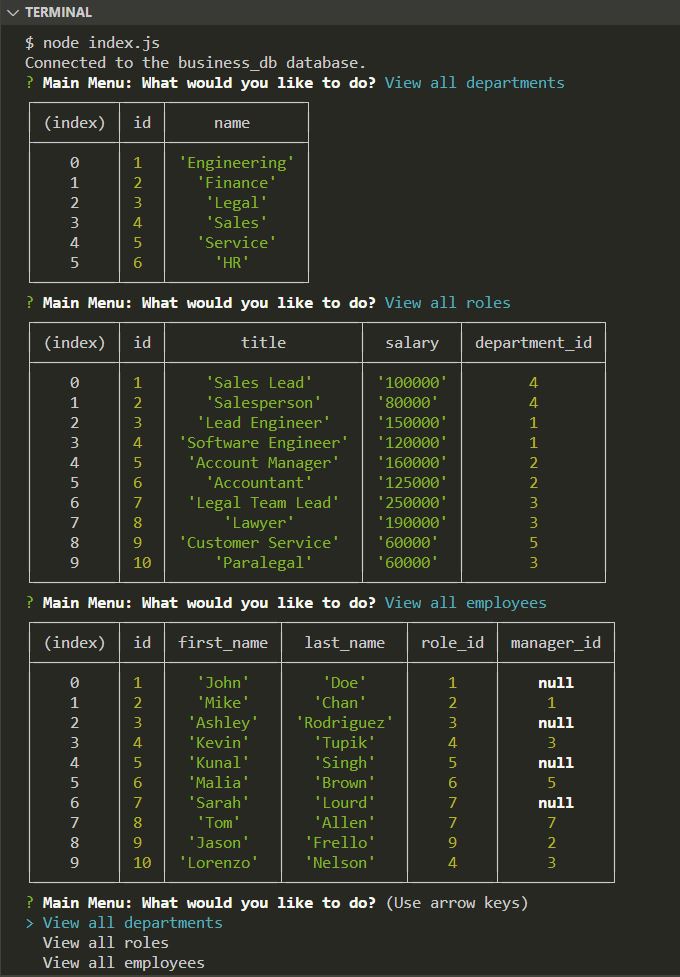 TERMINAL
$ node index.js
Connected to the business_db database.
? Main Menu: What would you like to do? View all departments
(index) id name
0 1 'Engineering'
1 2 'Finance'
2 3 'Legal'
3 4 'Sales'
4 5 'Service'
5 6 'HR'
? Main Menu: What would you like to do? View all roles
(index) id title salary department_id
0 1 'Sales Lead' '100000' 4
1 2 'Salesperson' '80000' 4
2 3 'Lead Engineer' '150000' 1
3 4 'Software Engineer' '120000' 1
4 5 'Account Manager' '160000' 2
5 6 'Accountant' '125000' 2
6 7 'Legal Team Lead' '250000' 3
7 8 'Lawyer' '190000' 3
8 9 'Customer Service' '60000' 5
9 10 'Paralegal' '60000' 3
? Main Menu: What would you like to do? View all employees
(index) id first_name last_name role_id manager_id
0 1 'John' 'Doe' 1 null
1 2 'Mike' 'Chan' 2 1
2 3 'Ashley' 'Rodriguez' 3 null
3 4 'Kevin' 'Tupik' 4 3
4 5 'Kunal' 'Singh' 5 null
5 6 'Malia' 'Brown' 6 5
6 7 'Sarah' 'Lourd' 7 null
7 8 'Tom' 'Allen' 7 7
8 9 'Jason' 'Frello' 9 2
9 10 'Lorenzo' 'Nelson' 4 3
? Main Menu: What would you like to do? (Use arrow keys)
> View all departments
View all roles
View all employees